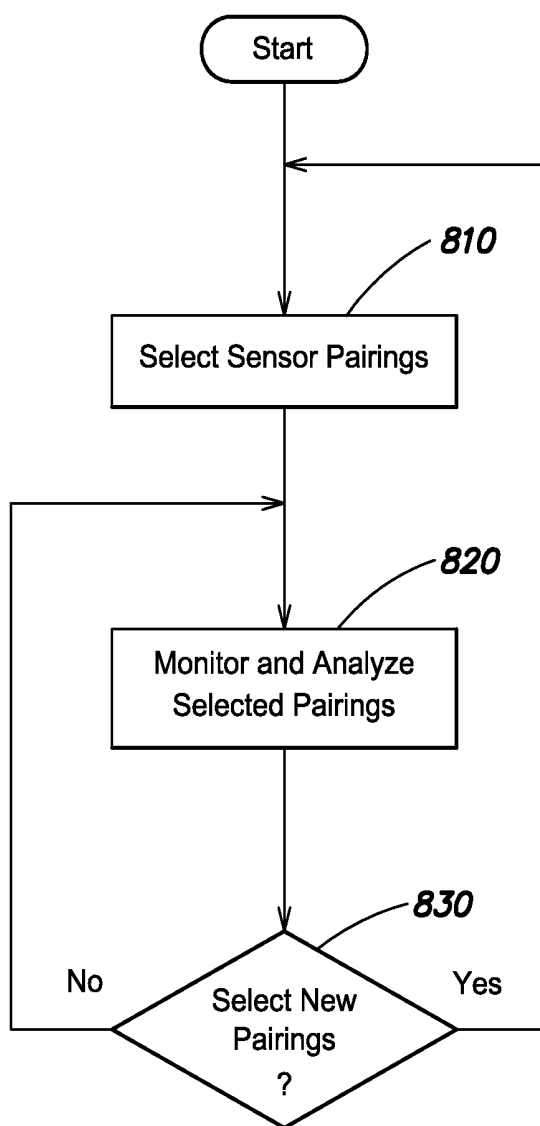 Start
810
Select Sensor Pairings
820
Monitor and Analyze
Selected Pairings
830
No
Select New
Pairings
?
Yes